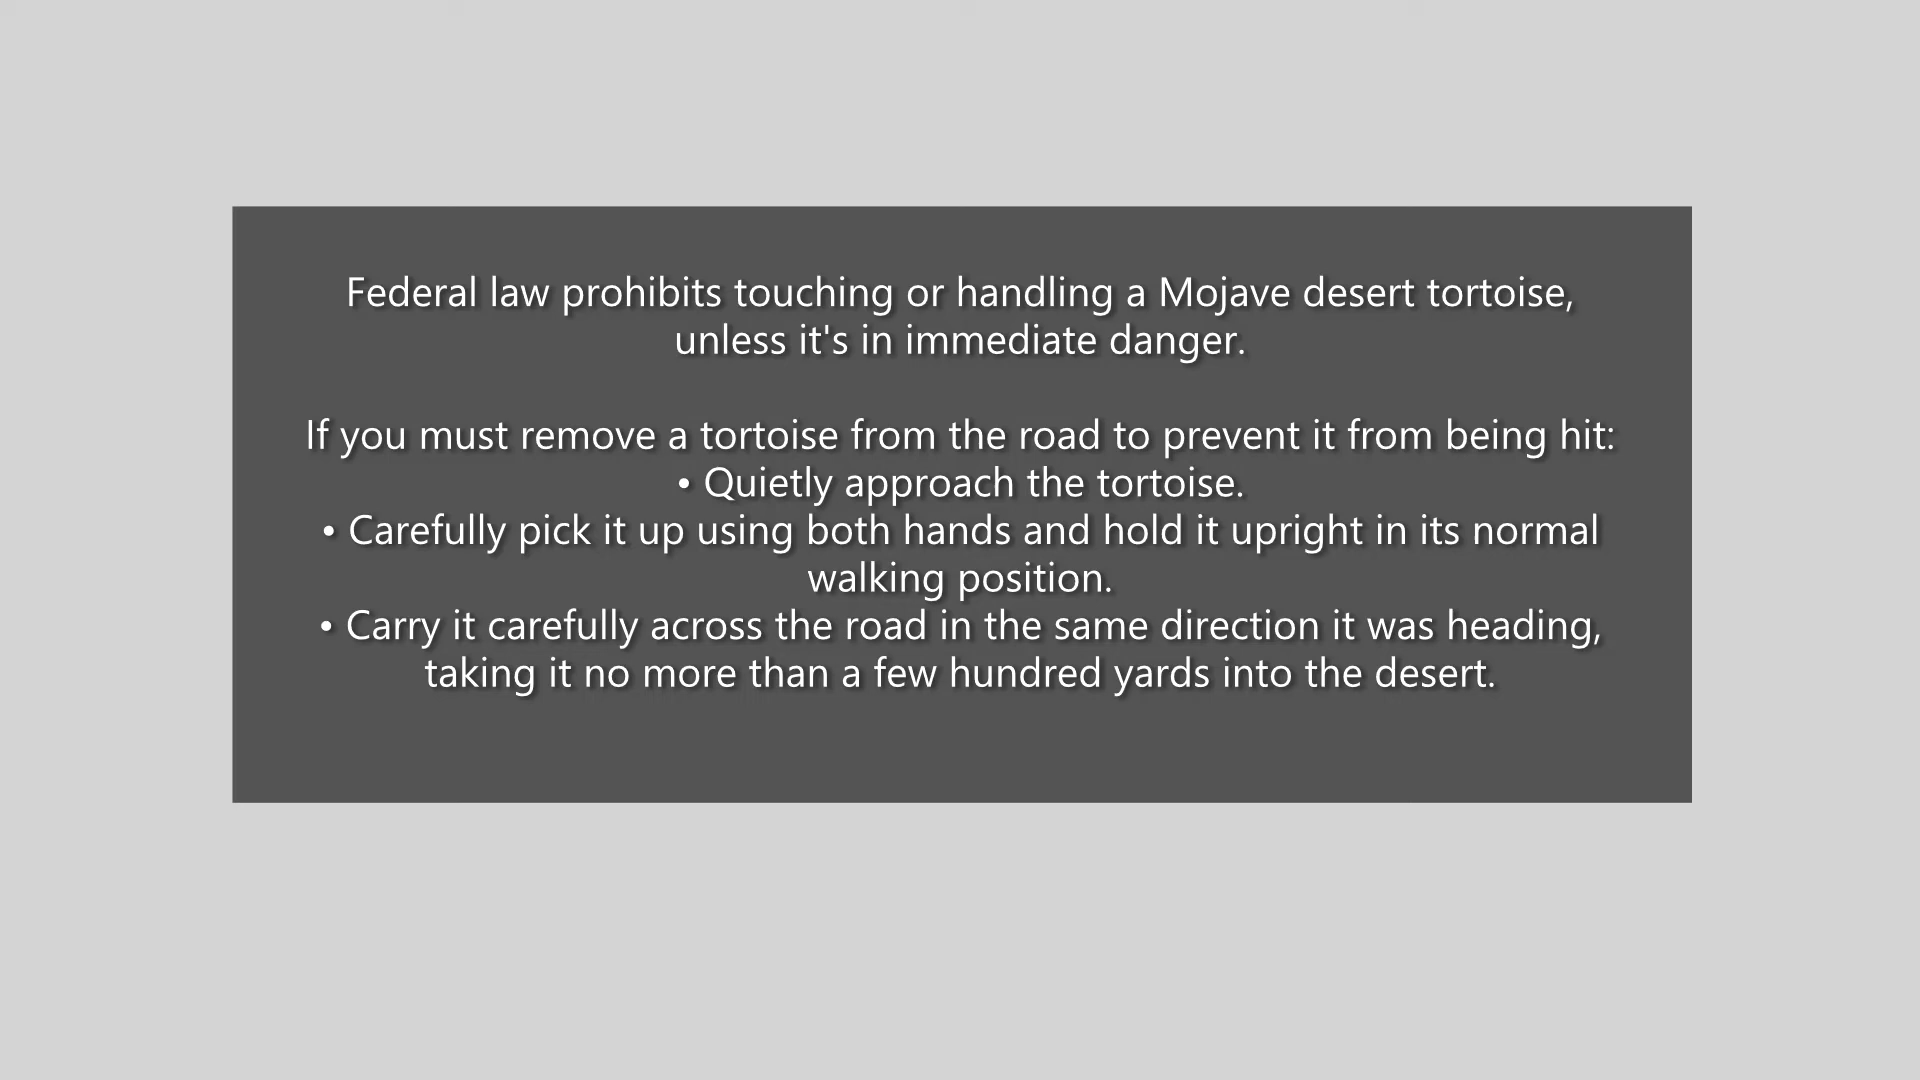 Federal law prohibits touching or handling a Mojave desert tortoise,
unless it's in immediate danger.
If you must remove a tortoise from the road to prevent it from being hit:
• Quietly approach the tortoise.
• Carefully pick it up using both hands and hold it upright in its normal
walking position.
• Carry it carefully across the road in the same direction it was heading,
taking it no more than a few hundred yards into the desert.